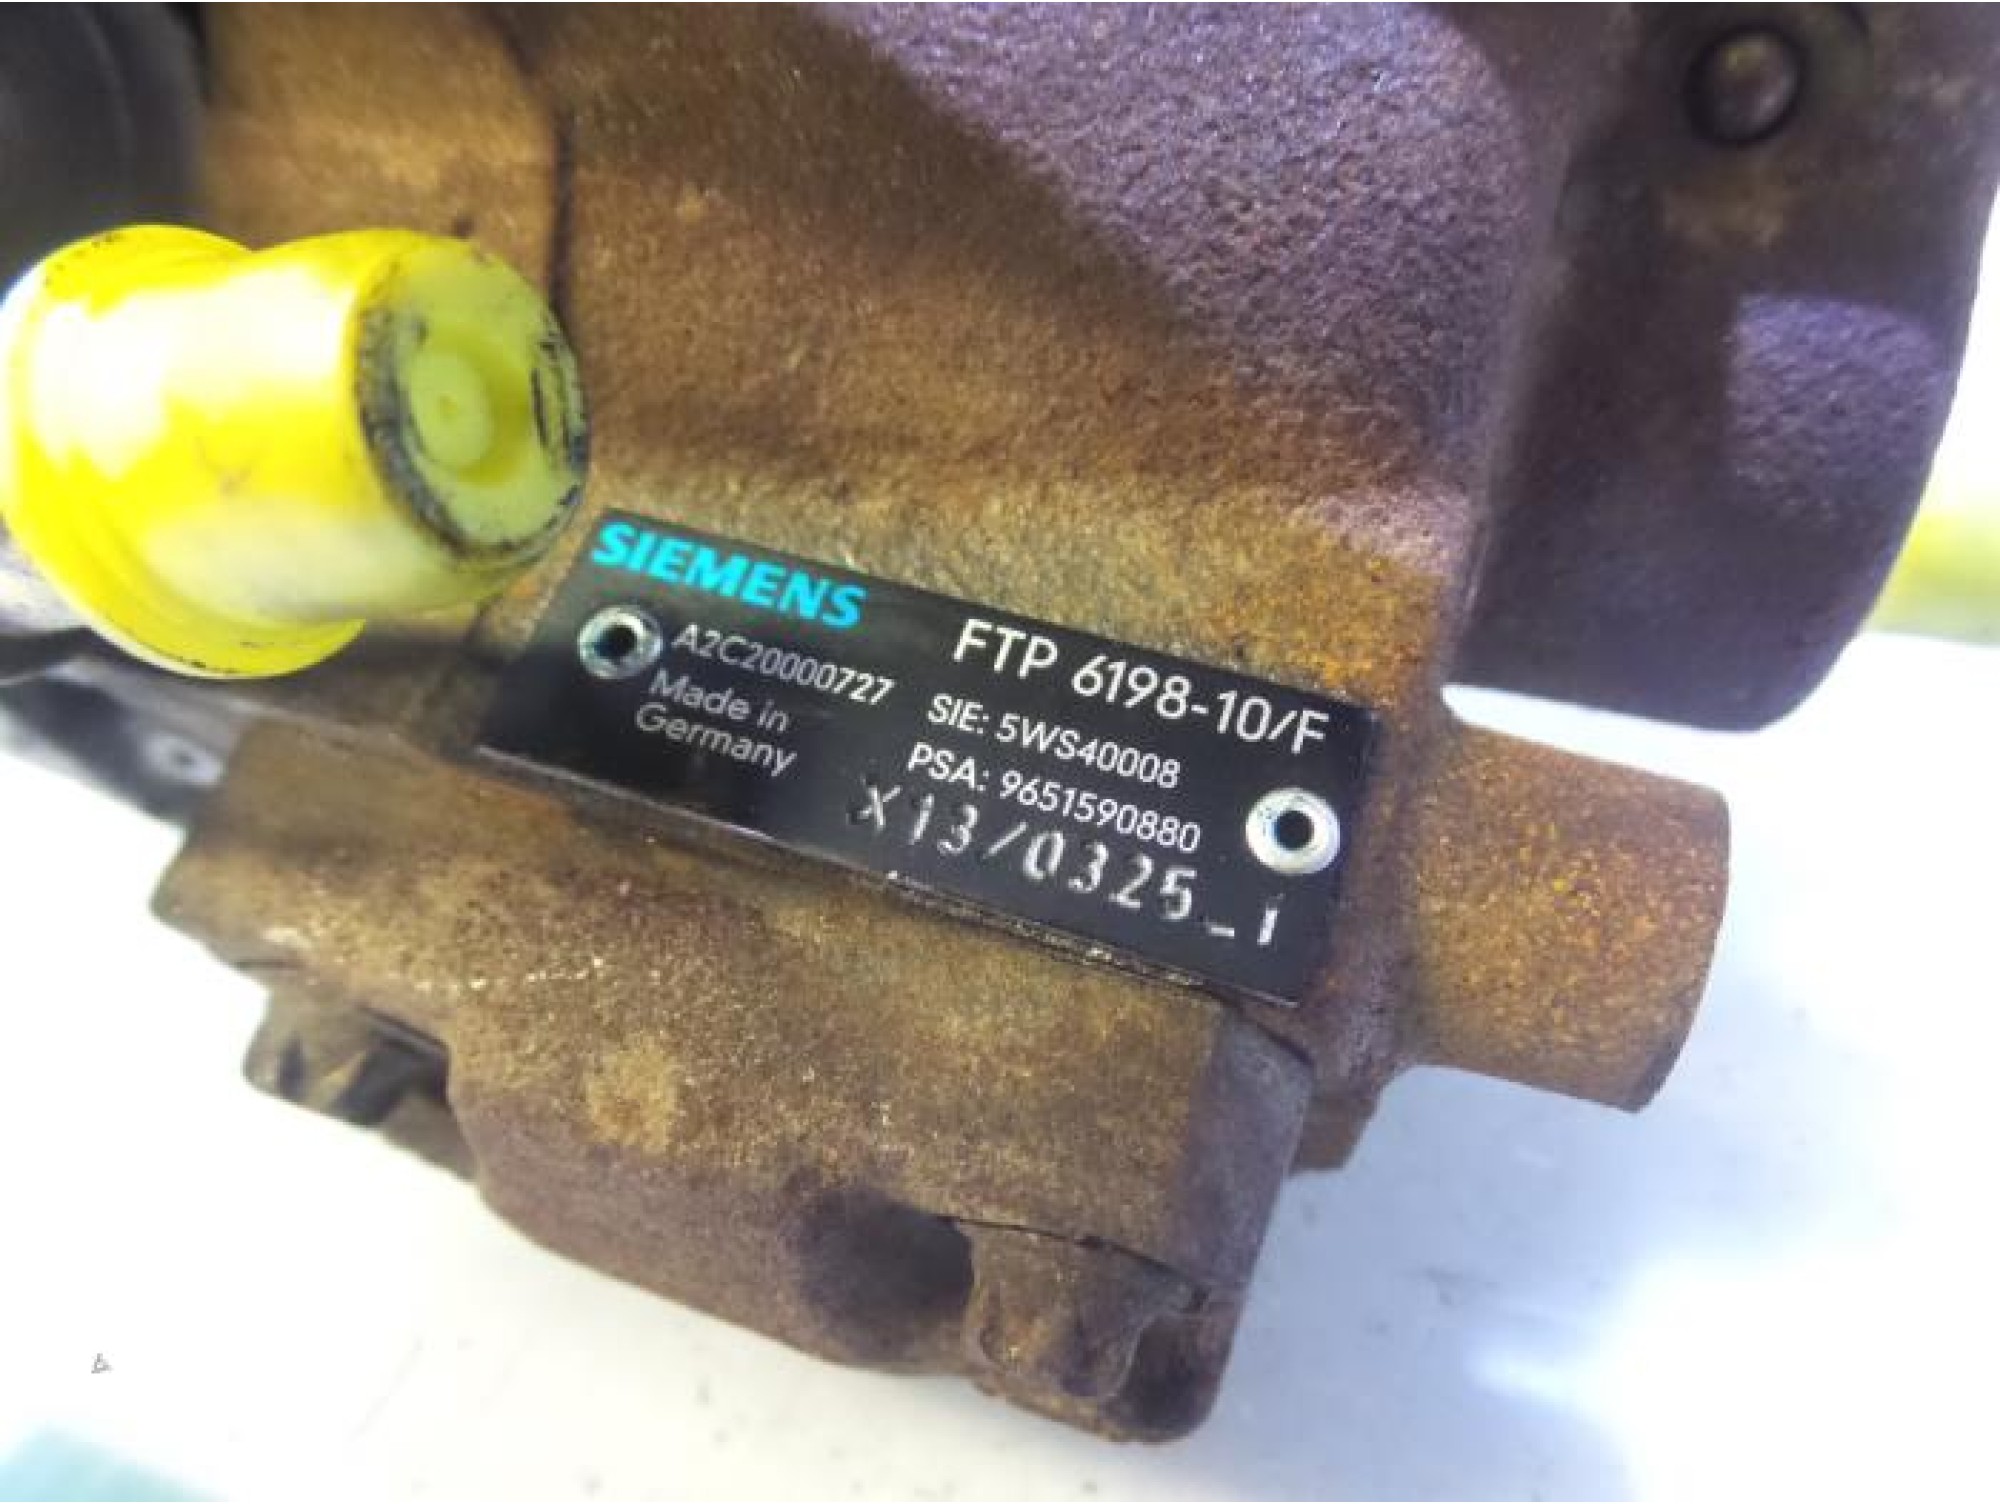 SIEMENS
A2C20000727
Made in
Germany
FTP 6198-10/F
SIE: 5WS40008
PSA: 9651590880
X13/0325_1